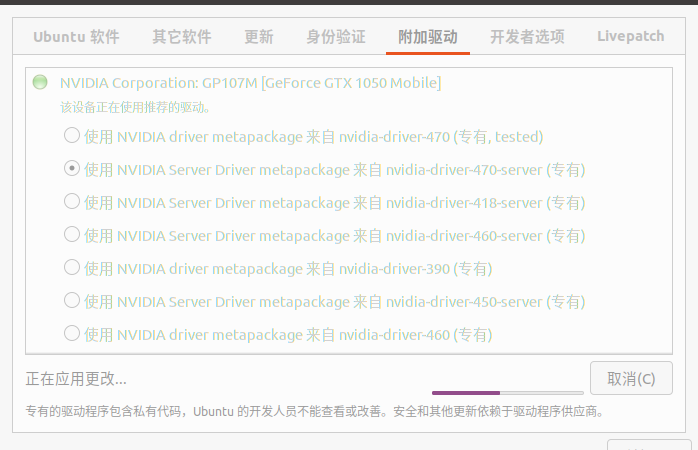 Ubuntu 软件 其它软件 更新 身份验证 附加驱动 开发者选项 Livepatch
NVIDIA Corporation: GP107M [GeForce GTX 1050 Mobile]
该设备正在使用推荐的驱动。
使用 NVIDIA driver metapackage 来自 nvidia-driver-470 (专有, tested)
使用 NVIDIA Server Driver metapackage 来自 nvidia-driver-470-server (专有)
使用 NVIDIA Server Driver metapackage 来自 nvidia-driver-418-server (专有)
使用 NVIDIA Server Driver metapackage 来自 nvidia-driver-460-server (专有)
使用 NVIDIA driver metapackage 来自 nvidia-driver-390 (专有)
使用 NVIDIA Server Driver metapackage 来自 nvidia-driver-450-server (专有)
使用 NVIDIA driver metapackage 来自 nvidia-driver-460 (专有)
正在应用更改... 取消(C)
专有的驱动程序包含私有代码，Ubuntu 的开发人员不能查看或改善。安全和其他更新依赖于驱动程序供应商。